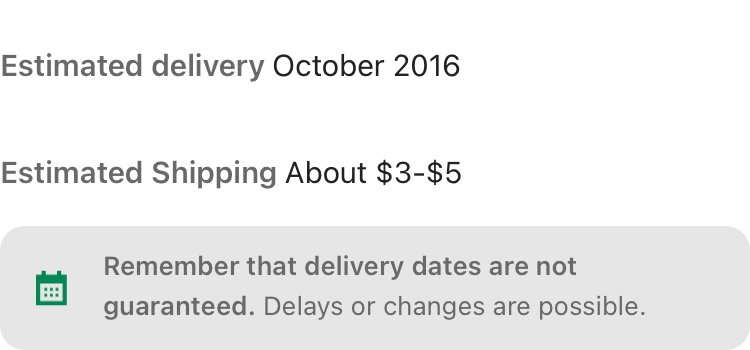 Estimated delivery October 2016
Estimated Shipping About $3-$5
Remember that delivery dates are not
guaranteed. Delays or changes are possible.